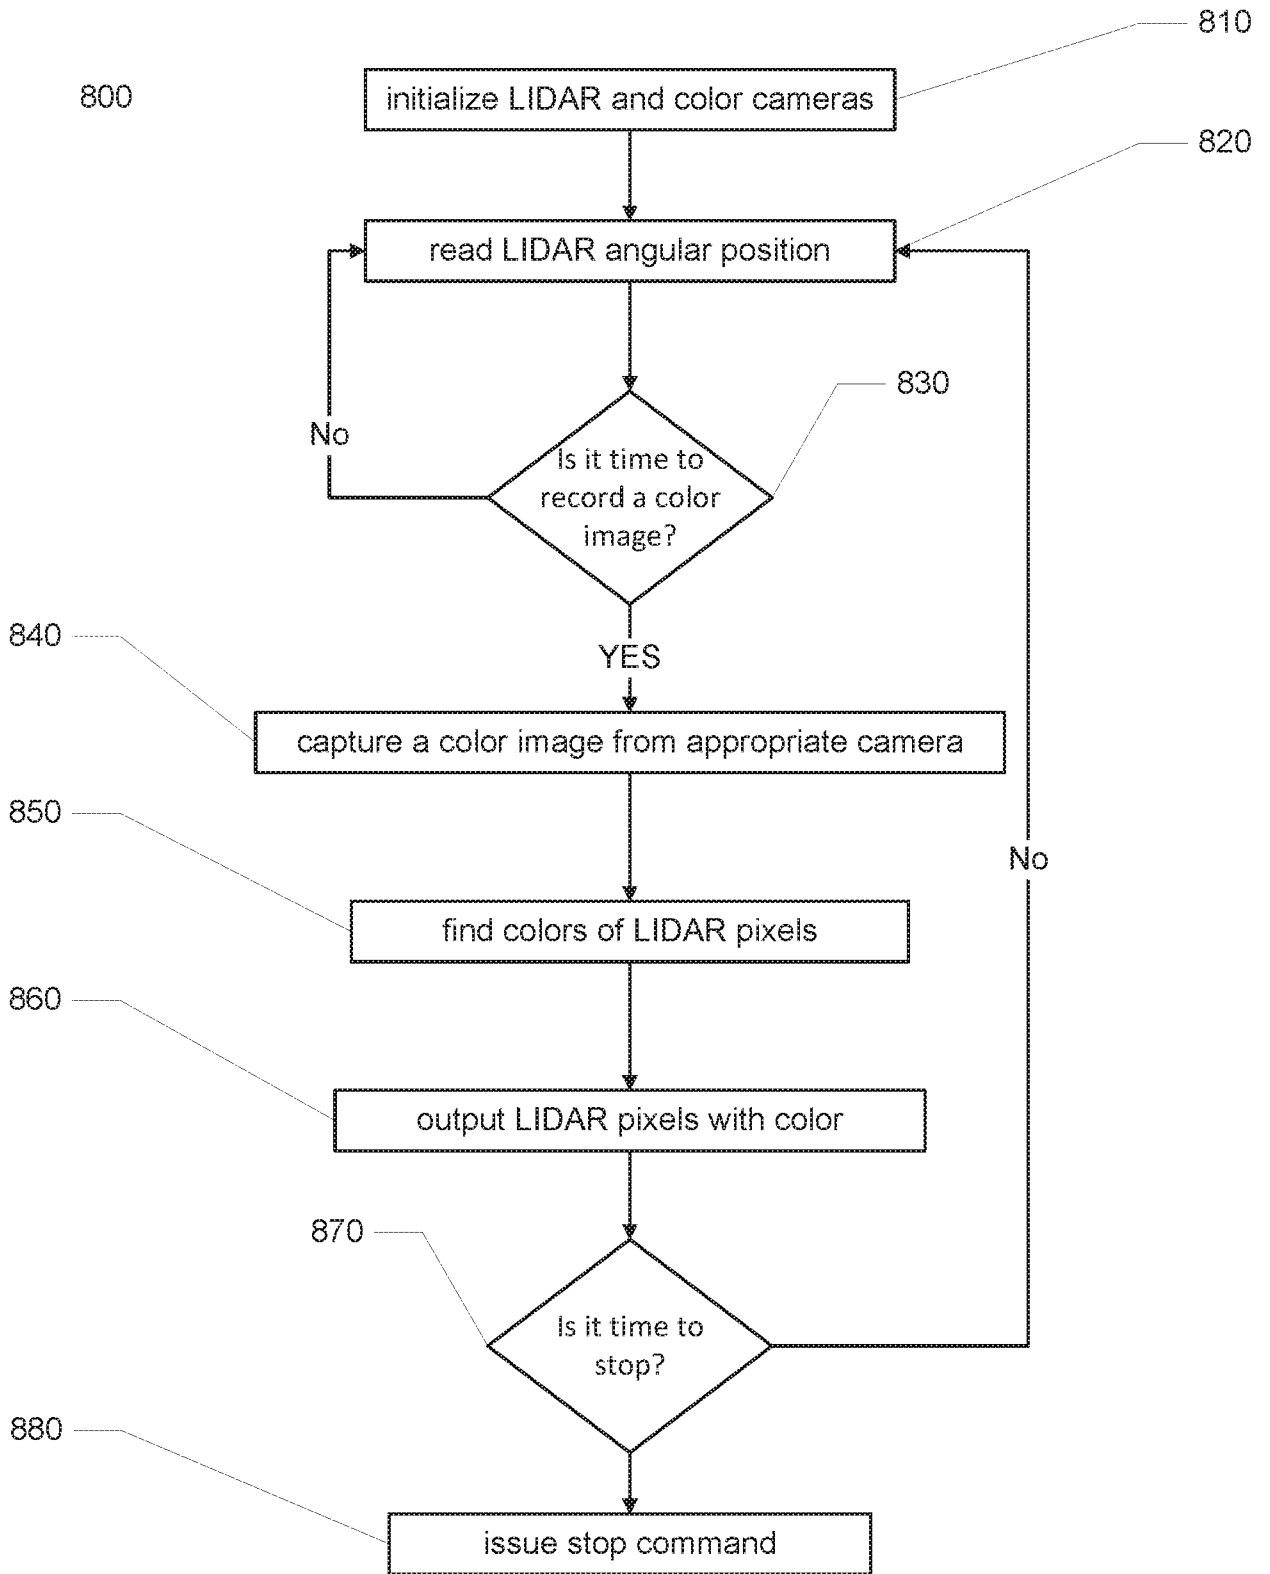 810
800
initialize LIDAR and color cameras
820
read LIDAR angular position
830
No
Is it time to
record a color
image?
840
YES
capture a color image from appropriate camera
850
No
find colors of LIDAR pixels
860
output LIDAR pixels with color
870
Is it time to
stop?
880
issue stop command